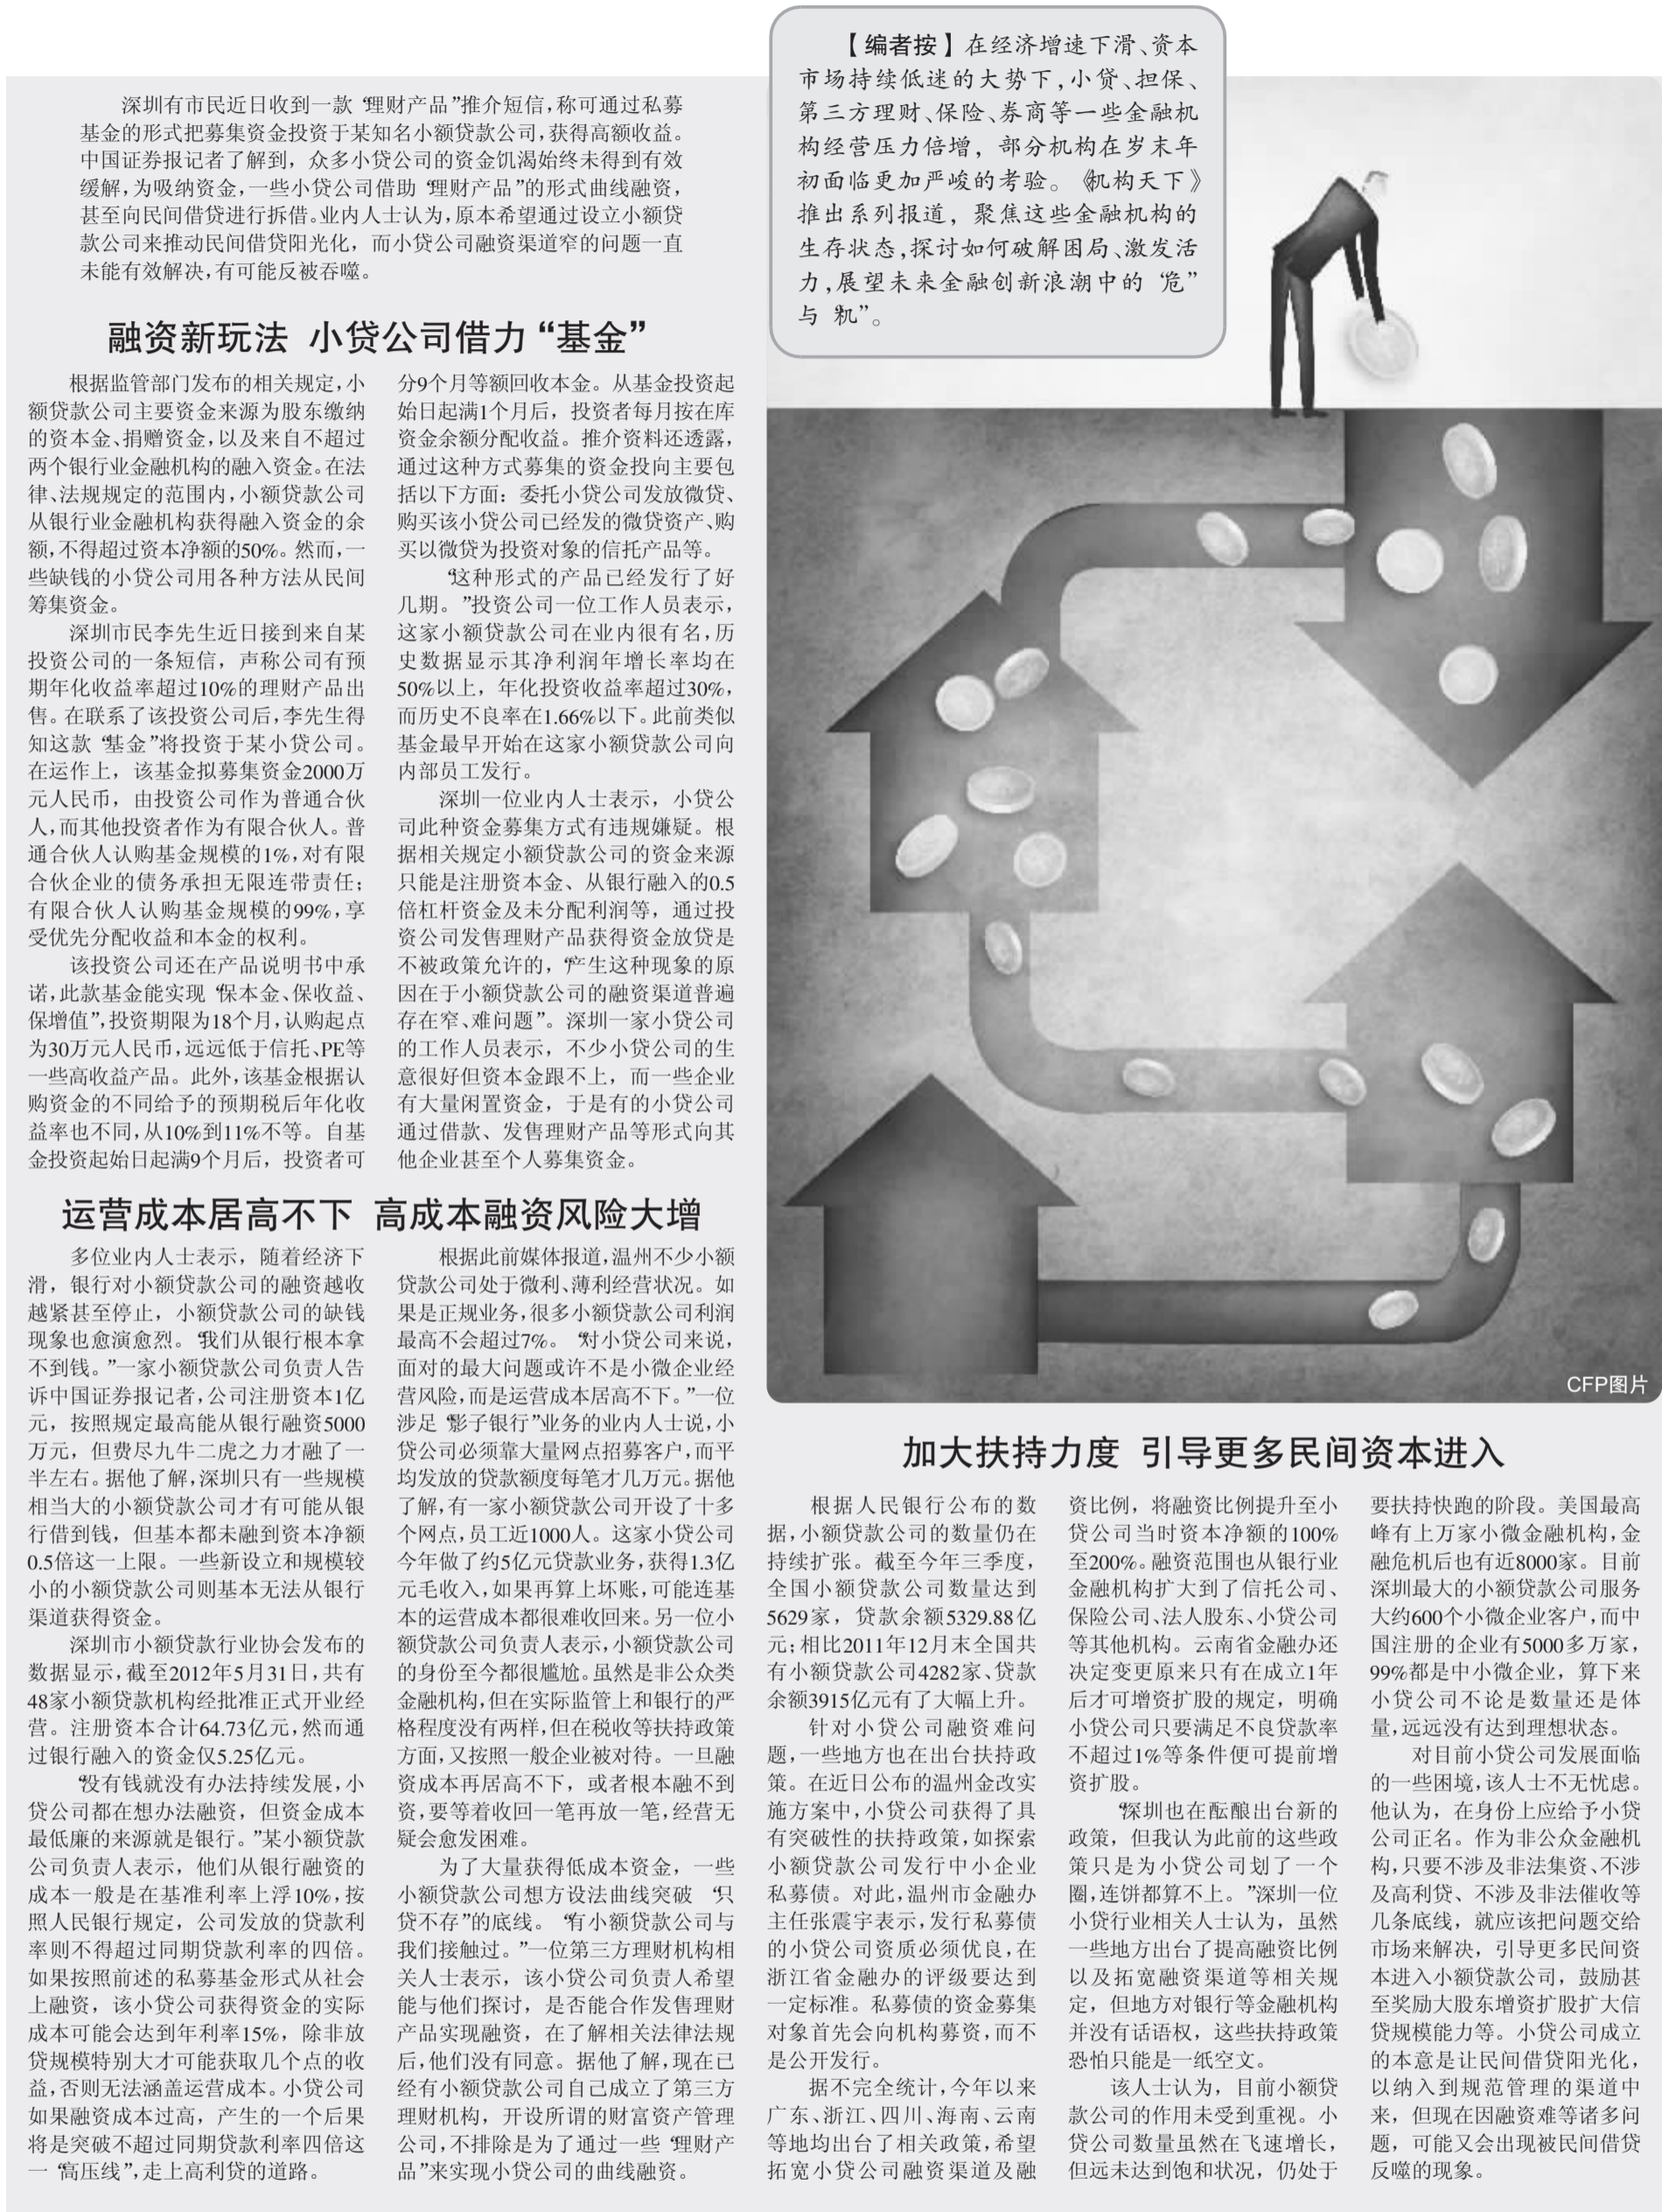 【编者按】在经济增速下滑、资本
市场持续低迷的大势下,小贷、担保、
第三方理财、保险、券商等一些金融机
构经营压力倍增，部分机构在岁末年
初面临更加严峻的考验。《机构天下》
推出系列报道，聚焦这些金融机构的
生存状态,探讨如何破解困局、激发活
力,展望未来金融创新浪潮中的“危”
与“机”。
深圳有市民近日收到一款“理财产品”推介短信,称可通过私募
基金的形式把募集资金投资于某知名小额贷款公司,获得高额收益。
中国证券报记者了解到，众多小贷公司的资金饥渴始终未得到有效
缓解,为吸纳资金,一些小贷公司借助“理财产品”的形式曲线融资，
甚至向民间借贷进行拆借。业内人士认为,原本希望通过设立小额贷
款公司来推动民间借贷阳光化，而小贷公司融资渠道窄的问题一直
未能有效解决,有可能反被吞噬。
融资新玩法 小贷公司借力“基金”
根据监管部门发布的相关规定,小
额贷款公司主要资金来源为股东缴纳
的资本金、捐赠资金,以及来自不超过
两个银行业金融机构的融入资金。在法
律、法规规定的范围内,小额贷款公司
从银行业金融机构获得融入资金的余
额,不得超过资本净额的50%。然而,一
些缺钱的小贷公司用各种方法从民间
筹集资金。
深圳市民李先生近日接到来自某
投资公司的一条短信，声称公司有预
期年化收益率超过10%的理财产品出
售。在联系了该投资公司后,李先生得
知这款“基金”将投资于某小贷公司。
在运作上，该基金拟募集资金2000万
元人民币，由投资公司作为普通合伙
人,而其他投资者作为有限合伙人。普
通合伙人认购基金规模的1%,对有限
合伙企业的债务承担无限连带责任；
有限合伙人认购基金规模的99%,享
受优先分配收益和本金的权利。
该投资公司还在产品说明书中承
诺,此款基金能实现“保本金、保收益、
保增值”,投资期限为18个月,认购起点
为30万元人民币,远远低于信托、PE等
一些高收益产品。此外,该基金根据认
购资金的不同给予的预期税后年化收
益率也不同,从10%到11%不等。自基
金投资起始日起满9个月后，投资者可
分9个月等额回收本金。从基金投资起
始日起满1个月后，投资者每月按在库
资金余额分配收益。推介资料还透露，
通过这种方式募集的资金投向主要包
括以下方面：委托小贷公司发放微贷、
购买该小贷公司已经发的微贷资产、购
买以微贷为投资对象的信托产品等。
“这种形式的产品已经发行了好
几期。”投资公司一位工作人员表示，
这家小额贷款公司在业内很有名,历
史数据显示其净利润年增长率均在
50%以上，年化投资收益率超过30%，
而历史不良率在1.66%以下。此前类似
基金最早开始在这家小额贷款公司向
内部员工发行。
深圳一位业内人士表示，小贷公
司此种资金募集方式有违规嫌疑。根
据相关规定小额贷款公司的资金来源
只能是注册资本金、从银行融入的0.5
倍杠杆资金及未分配利润等，通过投
资公司发售理财产品获得资金放贷是
不被政策允许的,“产生这种现象的原
因在于小额贷款公司的融资渠道普遍
存在窄、难问题”。深圳一家小贷公司
的工作人员表示，不少小贷公司的生
意很好但资本金跟不上，而一些企业
有大量闲置资金，于是有的小贷公司
通过借款、发售理财产品等形式向其
他企业甚至个人募集资金。
运营成本居高不下 高成本融资风险大增
多位业内人士表示，随着经济下
滑，银行对小额贷款公司的融资越收
越紧甚至停止，小额贷款公司的缺钱
现象也愈演愈烈。“我们从银行根本拿
不到钱。”一家小额贷款公司负责人告
诉中国证券报记者,公司注册资本1亿
元，按照规定最高能从银行融资5000
万元，但费尽九牛二虎之力才融了一
半左右。据他了解,深圳只有一些规模
相当大的小额贷款公司才有可能从银
行借到钱，但基本都未融到资本净额
0.5倍这一上限。一些新设立和规模较
小的小额贷款公司则基本无法从银行
渠道获得资金。
深圳市小额贷款行业协会发布的
数据显示,截至2012年5月31日,共有
48家小额贷款机构经批准正式开业经
营。注册资本合计64.73亿元,然而通
过银行融入的资金仅5.25亿元。
“没有钱就没有办法持续发展,小
贷公司都在想办法融资，但资金成本
最低廉的来源就是银行。”某小额贷款
公司负责人表示，他们从银行融资的
成本一般是在基准利率上浮10%,按
照人民银行规定，公司发放的贷款利
率则不得超过同期贷款利率的四倍。
如果按照前述的私募基金形式从社会
上融资，该小贷公司获得资金的实际
成本可能会达到年利率15%，除非放
贷规模特别大才可能获取几个点的收
益,否则无法涵盖运营成本。小贷公司
如果融资成本过高，产生的一个后果
将是突破不超过同期贷款利率四倍这
一“高压线”,走上高利贷的道路。
根据此前媒体报道,温州不少小额
贷款公司处于微利、薄利经营状况。如
果是正规业务,很多小额贷款公司利润
最高不会超过7%。“对小贷公司来说，
面对的最大问题或许不是小微企业经
营风险,而是运营成本居高不下。”一位
涉足“影子银行”业务的业内人士说,小
贷公司必须靠大量网点招募客户,而平
均发放的贷款额度每笔才几万元。据他
了解,有一家小额贷款公司开设了十多
个网点,员工近1000人。这家小贷公司
今年做了约5亿元贷款业务,获得1.3亿
元毛收入,如果再算上坏账,可能连基
本的运营成本都很难收回来。另一位小
额贷款公司负责人表示,小额贷款公司
的身份至今都很尴尬。虽然是非公众类
金融机构,但在实际监管上和银行的严
格程度没有两样,但在税收等扶持政策
方面,又按照一般企业被对待。一旦融
资成本再居高不下，或者根本融不到
资,要等着收回一笔再放一笔,经营无
疑会愈发困难。
为了大量获得低成本资金，一些
小额贷款公司想方设法曲线突破“只
贷不存”的底线。“有小额贷款公司与
我们接触过。”一位第三方理财机构相
关人士表示，该小贷公司负责人希望
能与他们探讨，是否能合作发售理财
产品实现融资，在了解相关法律法规
后,他们没有同意。据他了解,现在已
经有小额贷款公司自己成立了第三方
理财机构，开设所谓的财富资产管理
公司,不排除是为了通过一些“理财产
品”来实现小贷公司的曲线融资。
CFP图片
加大扶持力度 引导更多民间资本进入
根据人民银行公布的数
据,小额贷款公司的数量仍在
持续扩张。截至今年三季度，
全国小额贷款公司数量达到
5629家，贷款余额5329.88亿
元；相比2011年12月末全国共
有小额贷款公司4282家、贷款
余额3915亿元有了大幅上升。
针对小贷公司融资难问
题,一些地方也在出台扶持政
策。在近日公布的温州金改实
施方案中,小贷公司获得了具
有突破性的扶持政策,如探索
小额贷款公司发行中小企业
私募债。对此,温州市金融办
主任张震宇表示,发行私募债
的小贷公司资质必须优良,在
浙江省金融办的评级要达到
一定标准。私募债的资金募集
对象首先会向机构募资,而不
是公开发行。
据不完全统计,今年以来
广东、浙江、四川、海南、云南
等地均出台了相关政策,希望
拓宽小贷公司融资渠道及融
资比例，将融资比例提升至小
贷公司当时资本净额的100%
至200%。融资范围也从银行业
金融机构扩大到了信托公司、
保险公司、法人股东、小贷公司
等其他机构。云南省金融办还
决定变更原来只有在成立1年
后才可增资扩股的规定，明确
小贷公司只要满足不良贷款率
不超过1%等条件便可提前增
资扩股。
“深圳也在酝酿出台新的
政策，但我认为此前的这些政
策只是为小贷公司划了一个
圈,连饼都算不上。”深圳一位
小贷行业相关人士认为，虽然
一些地方出台了提高融资比例
以及拓宽融资渠道等相关规
定，但地方对银行等金融机构
并没有话语权，这些扶持政策
恐怕只能是一纸空文。
该人士认为，目前小额贷
款公司的作用未受到重视。小
贷公司数量虽然在飞速增长，
但远未达到饱和状况，仍处于
要扶持快跑的阶段。美国最高
峰有上万家小微金融机构,金
融危机后也有近8000家。目前
深圳最大的小额贷款公司服务
大约600个小微企业客户,而中
国注册的企业有5000多万家，
99%都是中小微企业，算下来
小贷公司不论是数量还是体
量,远远没有达到理想状态。
对目前小贷公司发展面临
的一些困境,该人士不无忧虑。
他认为，在身份上应给予小贷
公司正名。作为非公众金融机
构,只要不涉及非法集资、不涉
及高利贷、不涉及非法催收等
几条底线，就应该把问题交给
市场来解决，引导更多民间资
本进入小额贷款公司，鼓励甚
至奖励大股东增资扩股扩大信
贷规模能力等。小贷公司成立
的本意是让民间借贷阳光化，
以纳入到规范管理的渠道中
来，但现在因融资难等诸多问
题，可能又会出现被民间借贷
反噬的现象。